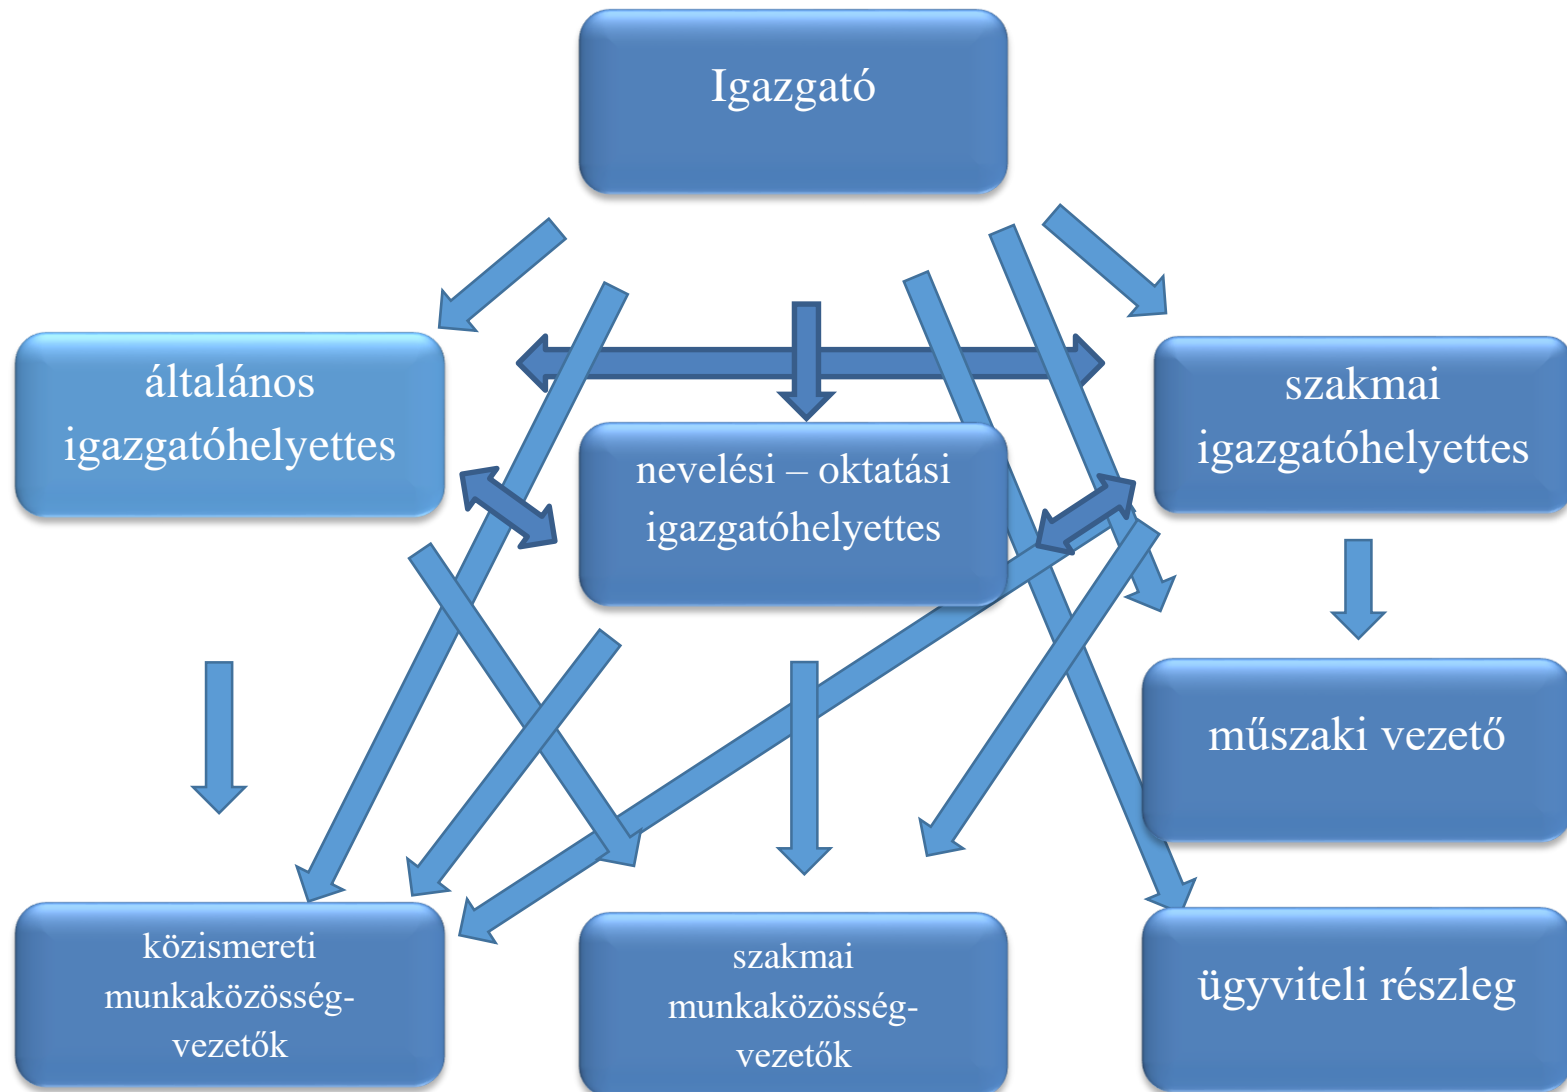 Igazgató
általános
igazgatóhelyettes
nevelési – oktatási
igazgatóhelyettes
szakmai
igazgatóhelyettes
műszaki vezető
közismereti
munkaközösség-
vezetők
szakmai
munkaközösség-
vezetők
ügyviteli részleg